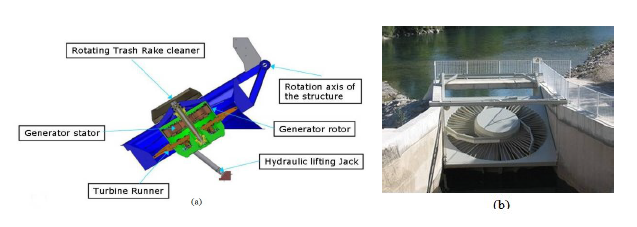 Rotating Trash Rake cleaner
Rotation axis of
the structure
Generator stator
Generator rotor
Hydraulic lifting Jack
Turbine Runner
(a)
(b)